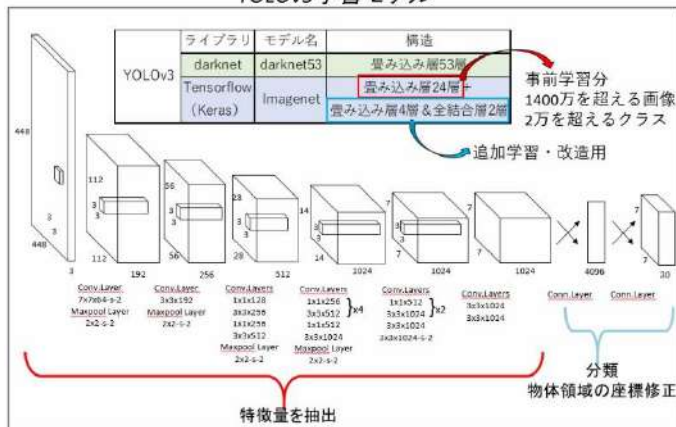 ライブラリ モデル名 構造
YOLOv3 darknet darknet53 畳み込み層53層
Tensorflow (Keras) Imagenet 畳み込み層24層+
畳み込み層4層&全結合層2層
事前学習分
1400万を超える画像
2万を超えるクラス
追加学習・改造用
448
448
3
3
3
112
112
3
3
192
56
56
3
3
256
28
28
3
3
512
14
14
3
3
1024
7
7
3
3
1024
7
7
1024
4096
7
7
30
Conv.Layer
7x7x64-s-2
Maxpool Layer
2x2-s-2
Conv.Layer
3x3x192
Maxpool Layer
2x2-s-2
Conv.Layers
1x1x128
3x3x256
1x1x256
3x3x512
Maxpool Layer
2x2-s-2
Conv.Layers
1x1x256
3x3x512
x4
1x1x512
3x3x1024
Maxpool Layer
2x2-s-2
Conv.Layers
1x1x512
3x3x1024
x2
3x3x1024
3x3x1024-s-2
Conv.Layers
3x3x1024
3x3x1024
Conn.Layer
Conn.Layer
特徴量を抽出
分類
物体領域の座標修正